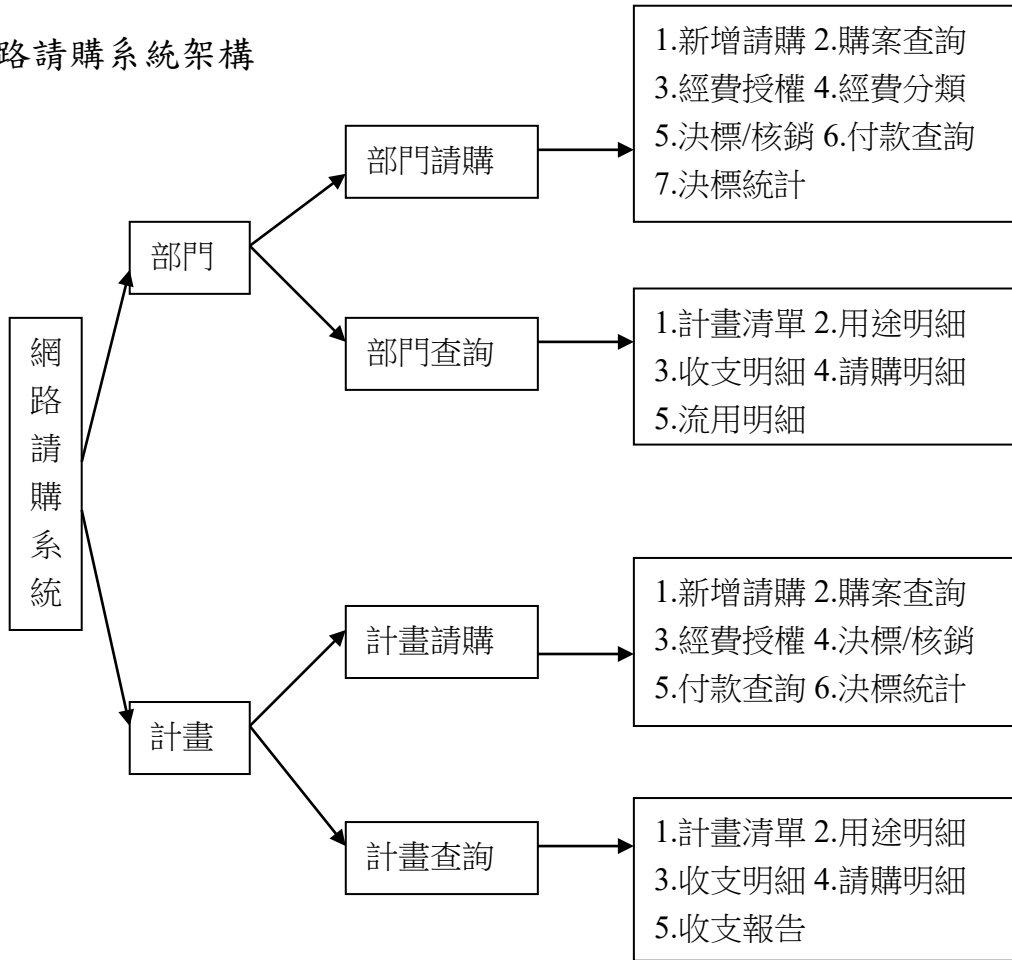 路請購系統架構
網路請購系統
部門
部門請購
1.新增請購 2.購案查詢
3.經費授權 4.經費分類
5.決標/核銷 6.付款查詢
7.決標統計
部門查詢
1.計畫清單 2.用途明細
3.收支明細 4.請購明細
5.流用明細
計畫
計畫請購
1.新增請購 2.購案查詢
3.經費授權 4.決標/核銷
5.付款查詢 6.決標統計
計畫查詢
1.計畫清單 2.用途明細
3.收支明細 4.請購明細
5.收支報告